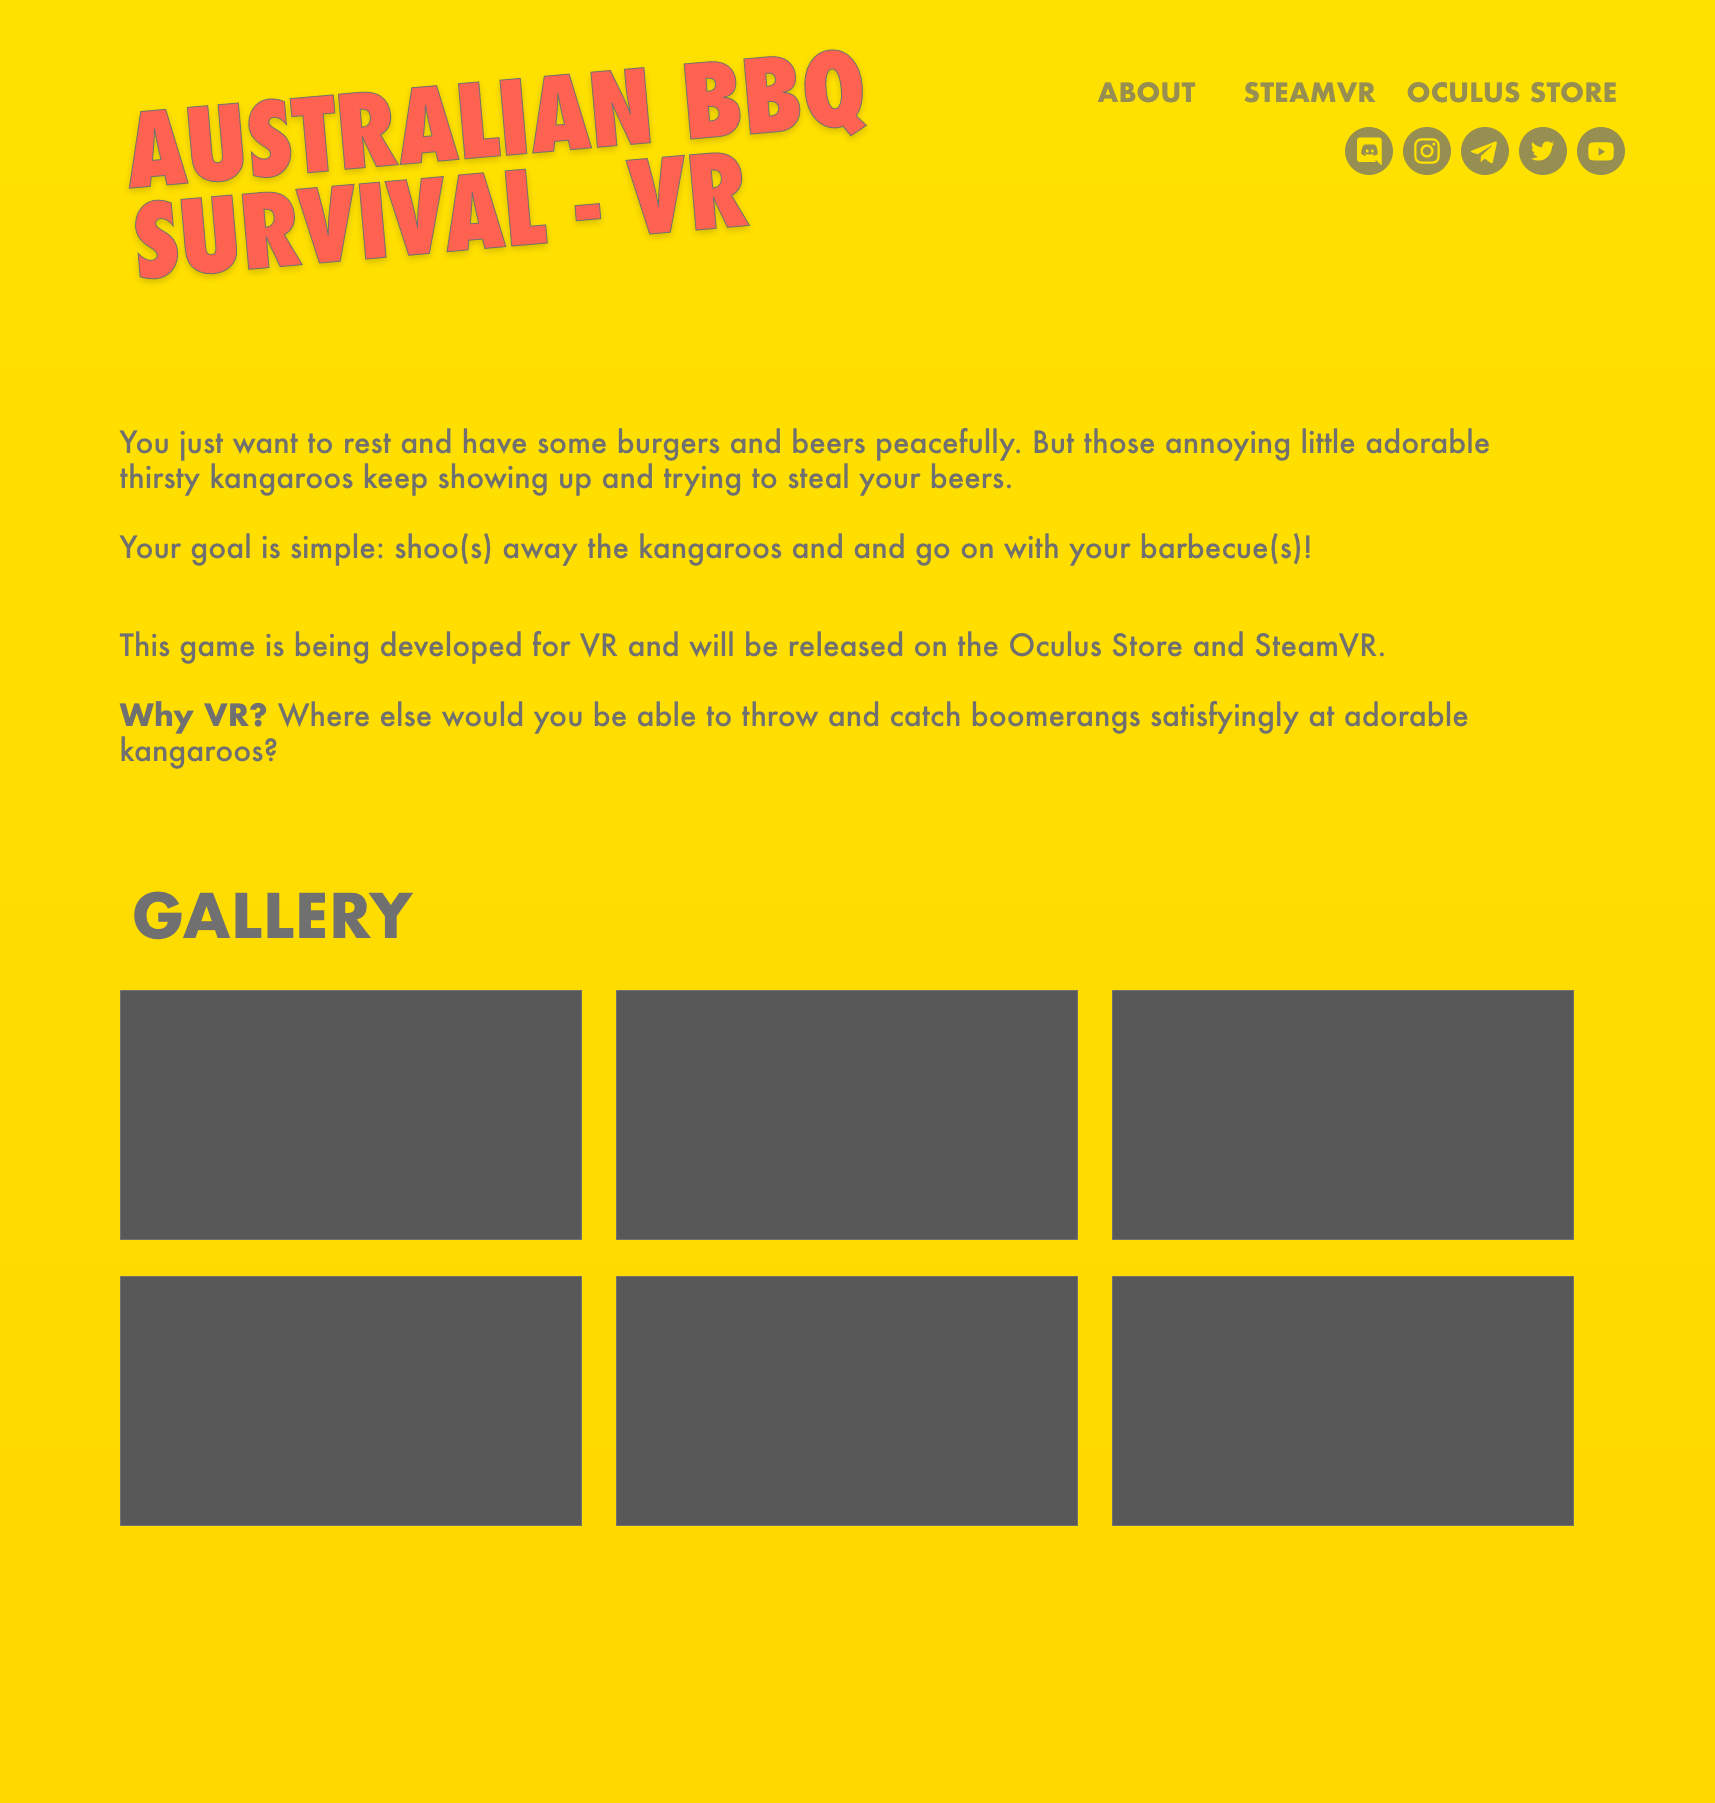 AUSTRALIAN BBQ
SURVIVAL - VR
ABOUT STEAMVR OCULUS STORE
You just want to rest and have some burgers and beers peacefully. But those annoying little adorable
thirsty kangaroos keep showing up and trying to steal your beers.
Your goal is simple: shoo(s) away the kangaroos and and go on with your barbecue(s)!
This game is being developed for VR and will be released on the Oculus Store and SteamVR.
Why VR? Where else would you be able to throw and catch boomerangs satisfyingly at adorable
kangaroos?
GALLERY